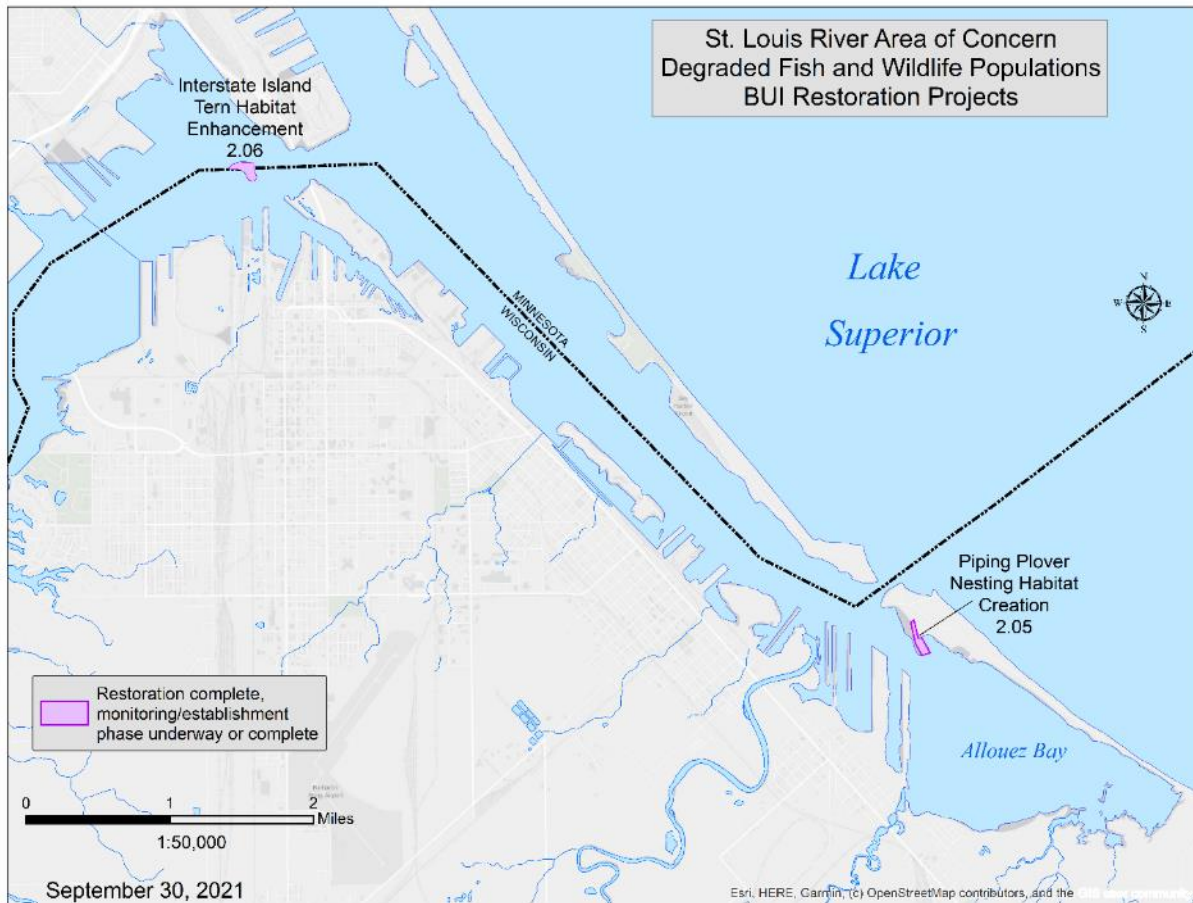 St. Louis River Area of Concern
Degraded Fish and Wildlife Populations
BUI Restoration Projects
Interstate Island
Tern Habitat
Enhancement
2.06
Lake
Superior
N
W
E
S
MINNESOTA
WISCONSIN
Piping Plover
Nesting Habitat
Creation
2.05
Allouez Bay
Restoration complete,
monitoring/establishment
phase underway or complete
0 1 2
Miles
1:50,000
September 30, 2021
Esri, HERE, Garmin, (c) OpenStreetMap contributors, and the GIS user community